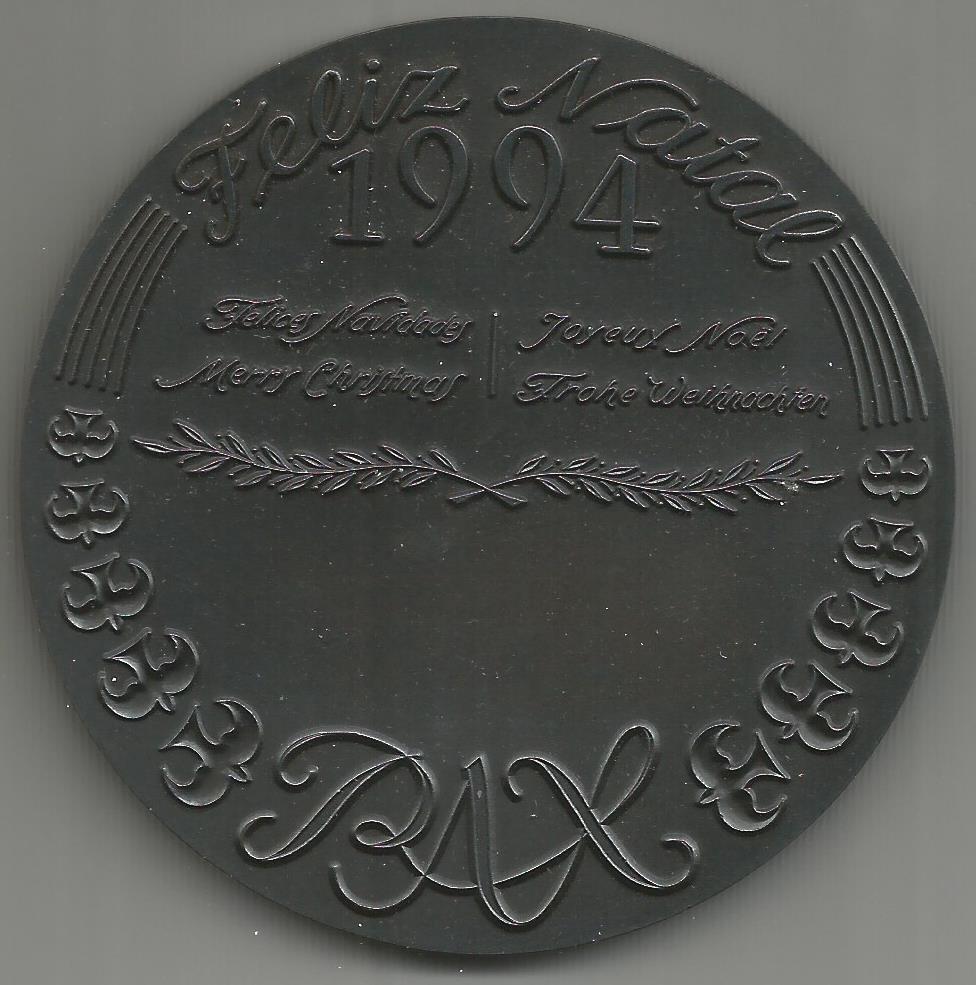 Feliz Natal
1994
Felices Navidades
Merry Christmas
Joyeux Noël
Frohe Weihnachten
PAX